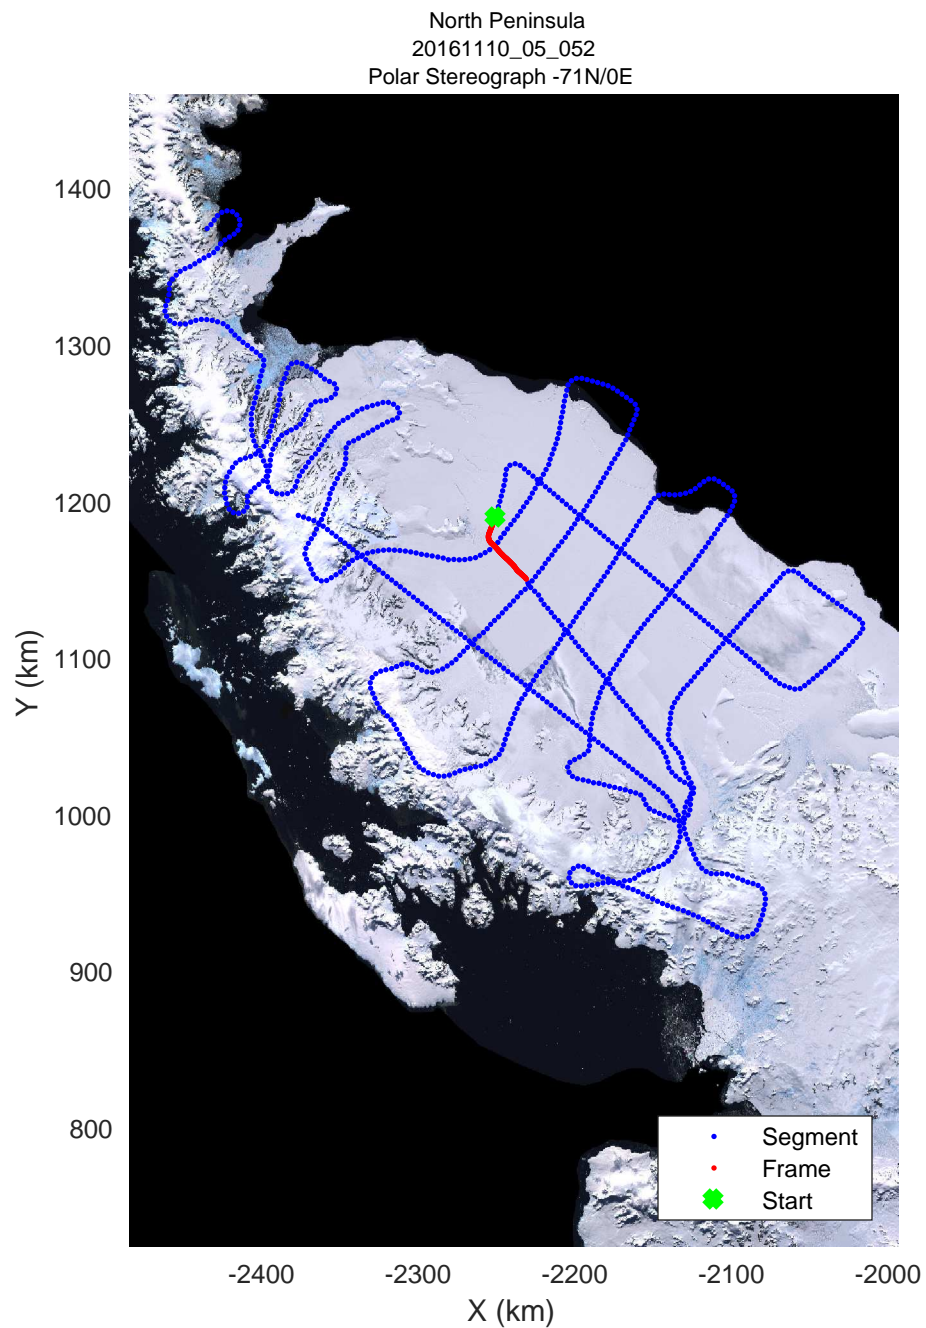 North Peninsula
20161110_05_052
Polar Stereograph -71N/0E
1400
1300
1200
1100
1000
900
800
Y (km)
Segment
Frame
Start
-2400
-2300
-2200
-2100
-2000
X (km)